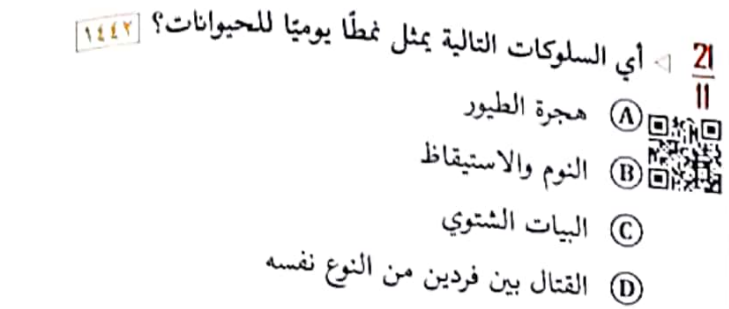 21
11
◁ أي السلوكات التالية يمثل نمطًا يوميًا للحيوانات؟ ١٤٤٢
A هجرة الطيور
B النوم والاستيقاظ
C البيات الشتوي
D القتال بين فردين من النوع نفسه